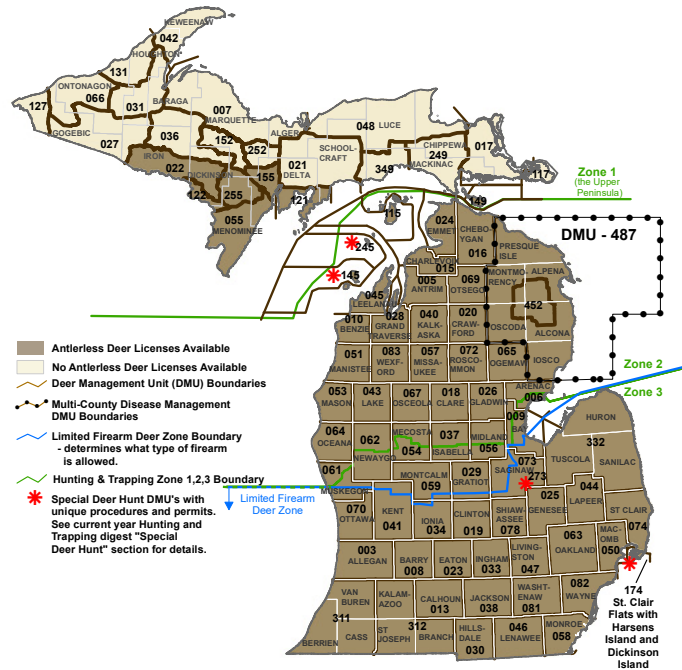 KEWEENAW
042
HOUGHTON
131
ONTONAGON
066
127
031
BARAGA
007
MARQUETTE
GOGEBIC
027
036
152
252
ALGER
048
LUCE
SCHOOL-
CRAFT
CHIPPEWA
249
MACKINAC
017
117
IRON
022
DICKINSON
155
021
DELTA
349
122
255
121
055
MENOMINEE
149
Zone 1
(the Upper
Peninsula)
115
245
145
024
EMMET
CHEBO-
YGAN
016
PRESQUE
ISLE
DMU - 487
CHARLEVOIX
015
005
ANTRIM
069
OTSEGO
MONTMO-
RENCY
ALPENA
045
LEELANAU
452
010
BENZIE
028
GRAND
TRAVERSE
040
KALK-
ASKA
020
CRAW-
FORD
OSCODA
ALCONA
051
MANISTEE
083
WEXF-
ORD
057
MISSA-
UKEE
072
ROSCO-
MMON
065
OGEMAW
IOSCO
Zone 2
Zone 3
Antlerless Deer Licenses Available
No Antlerless Deer Licenses Available
Deer Management Unit (DMU) Boundaries
Multi-County Disease Management
DMU Boundaries
Limited Firearm Deer Zone Boundary
- determines what type of firearm
is allowed.
Hunting & Trapping Zone 1,2,3 Boundary
Special Deer Hunt DMU's with
unique procedures and permits.
See current year Hunting and
Trapping digest "Special
Deer Hunt" section for details.
Limited Firearm
Deer Zone
053
MASON
043
LAKE
067
OSCEOLA
018
CLARE
026
GLADWIN
ARENAC
006
009
BAY
HURON
064
OCEANA
062
NEWAYGO
MECOSTA
054
037
ISABELLA
MIDLAND
056
332
073
SAGINAW
273
TUSCOLA
SANILAC
061
MUSKEGON
MONTCALM
059
029
GRATIOT
025
GENESEE
044
LAPEER
070
OTTAWA
KENT
041
IONIA
034
CLINTON
019
SHIAW-
ASSEE
078
ST CLAIR
074
003
ALLEGAN
BARRY
008
EATON
023
INGHAM
033
LIVING-
STON
047
063
OAKLAND
MAC-
OMB
050
VAN
BUREN
311
KALAM-
AZOO
CALHOUN
013
JACKSON
038
WASHT-
ENAW
081
082
WAYNE
BERRIEN
CASS
ST
JOSEPH
312
BRANCH
HILLS-
DALE
030
046
LENAWEE
MONROE
058
174
St. Clair
Flats with
Harsens
Island and
Dickinson
Island